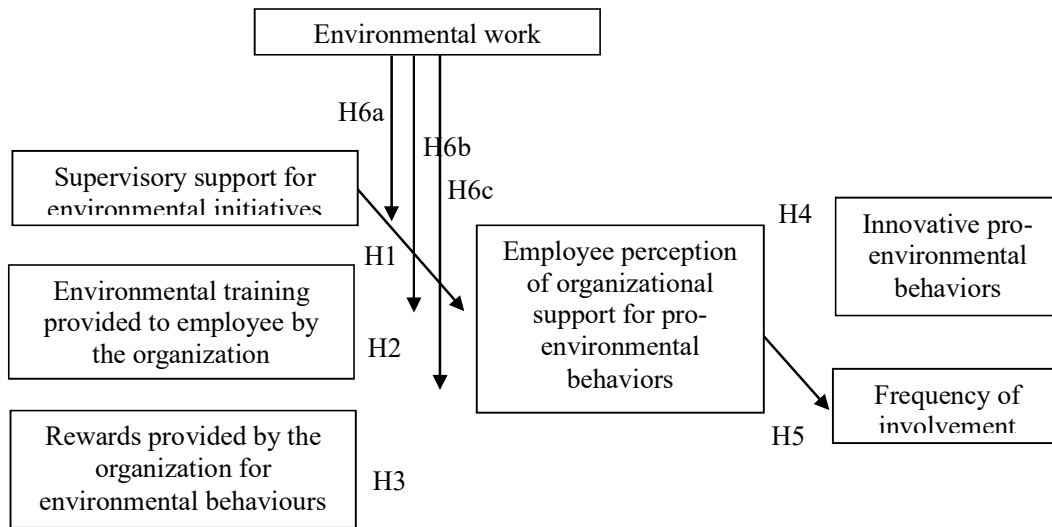 Environmental work
H6a
H6b
H6c
Supervisory support for
environmental initiatives
H1
Environmental training
provided to employee by
the organization
H2
Rewards provided by the
organization for
environmental behaviours
H3
Employee perception
of organizational
support for pro-
environmental
behaviors
H4
Innovative pro-
environmental
behaviors
H5
Frequency of
involvement